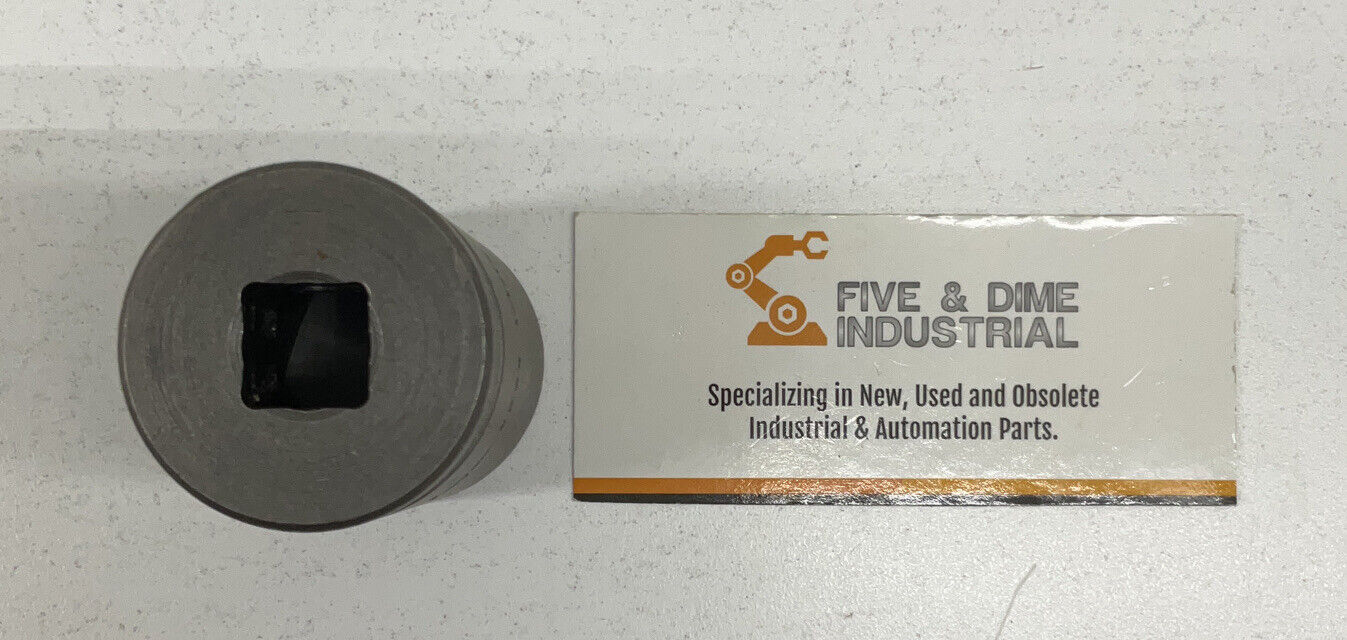 FIVE & DIME
INDUSTRIAL
Specializing in New, Used and Obsolete
Industrial & Automation Parts.